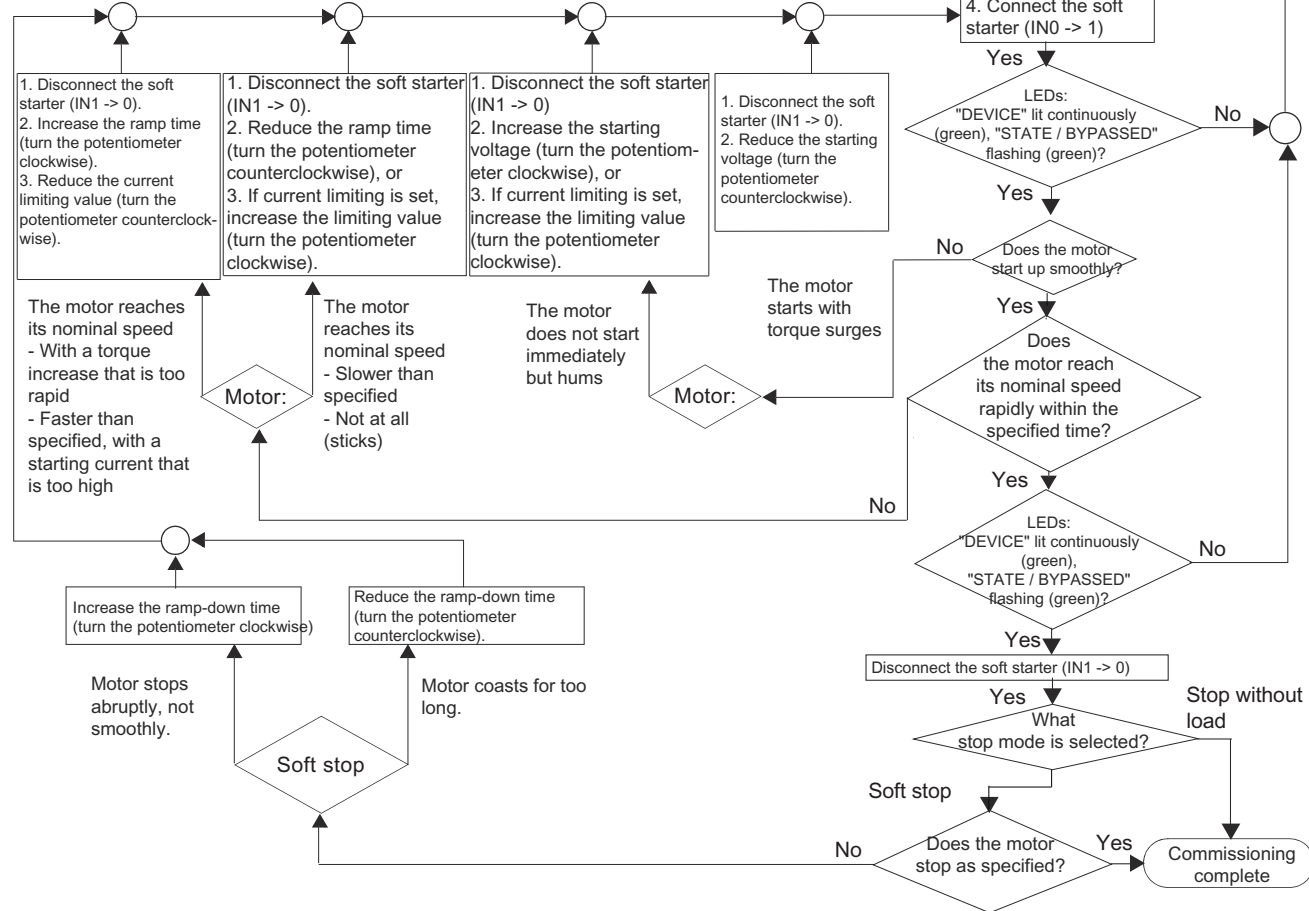 4. Connect the soft
starter (IN0 -> 1)
Yes
LEDs:
"DEVICE" lit continuously
(green), "STATE / BYPASSED"
flashing (green)?
No
Yes
1. Disconnect the soft
starter (IN1 -> 0).
2. Increase the ramp time
(turn the potentiometer
clockwise).
3. Reduce the current
limiting value (turn the
potentiometer counterclock-
wise).
1. Disconnect the soft starter
(IN1 -> 0).
2. Reduce the ramp time
(turn the potentiometer
counterclockwise), or
3. If current limiting is set,
increase the limiting value
(turn the potentiometer
clockwise).
1. Disconnect the soft starter
(IN1 -> 0)
2. Increase the starting
voltage (turn the potentiom-
eter clockwise), or
3. If current limiting is set,
increase the limiting value
(turn the potentiometer
clockwise).
1. Disconnect the soft
starter (IN1 -> 0).
2. Reduce the starting
voltage (turn the
potentiometer
counterclockwise).
No
Does the motor
start up smoothly?
Yes
The motor reaches
its nominal speed
- With a torque
increase that is too
rapid
- Faster than
specified, with a
starting current that
is too high
Motor:
The motor
reaches its
nominal speed
- Slower than
specified
- Not at all
(sticks)
The motor
does not start
immediately
but hums
Motor:
The motor
starts with
torque surges
Does
the motor reach
its nominal speed
rapidly within the
specified time?
No
Yes
LEDs:
"DEVICE" lit continuously
(green),
"STATE / BYPASSED"
flashing (green)?
No
Yes
Increase the ramp-down time
(turn the potentiometer clockwise)
Reduce the ramp-down time
(turn the potentiometer
counterclockwise).
Disconnect the soft starter (IN1 -> 0)
Yes
Motor stops
abruptly, not
smoothly.
Motor coasts for too
long.
Soft stop
What
stop mode is selected?
Stop without
load
Soft stop
No
Does the motor
stop as specified?
Yes
Commissioning
complete